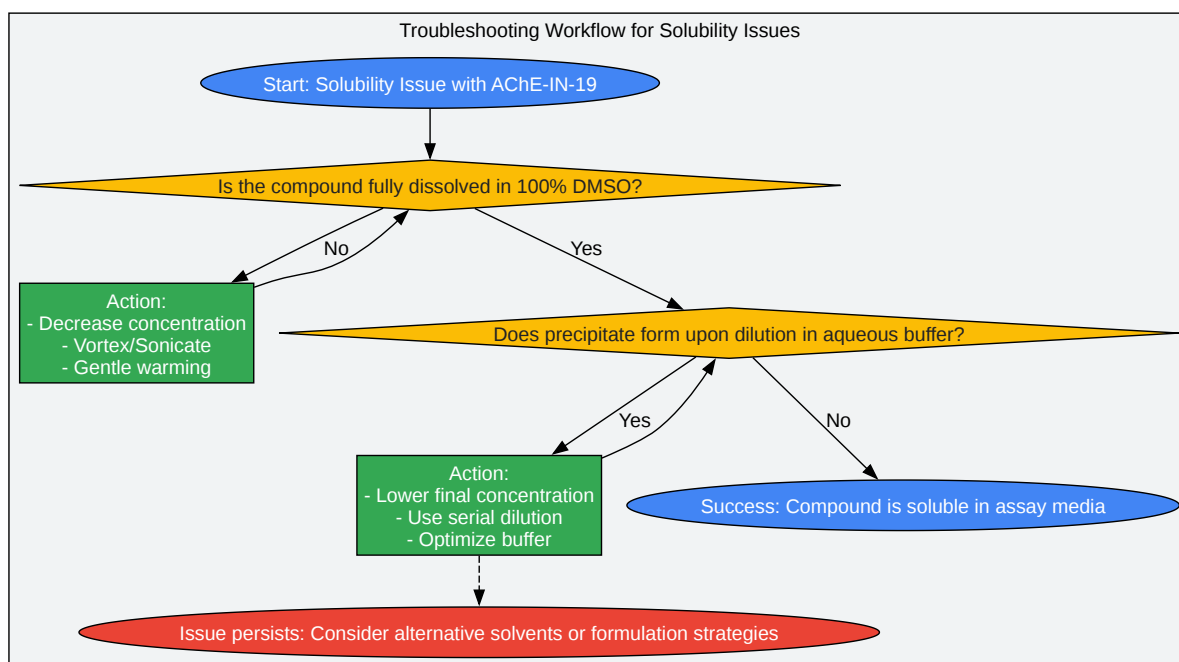 Troubleshooting Workflow for Solubility Issues
Start: Solubility Issue with AChE-IN-19
Is the compound fully dissolved in 100% DMSO?
No
Yes
Action:
- Decrease concentration
- Vortex/Sonicate
- Gentle warming
Does precipitate form upon dilution in aqueous buffer?
Yes
No
Action:
- Lower final concentration
- Use serial dilution
- Optimize buffer
Success: Compound is soluble in assay media
Issue persists: Consider alternative solvents or formulation strategies